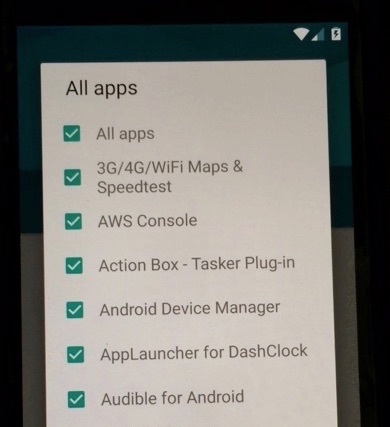 All apps
All apps
3G/4G/WiFi Maps &
Speedtest
AWS Console
Action Box - Tasker Plug-in
Android Device Manager
AppLauncher for DashClock
Audible for Android